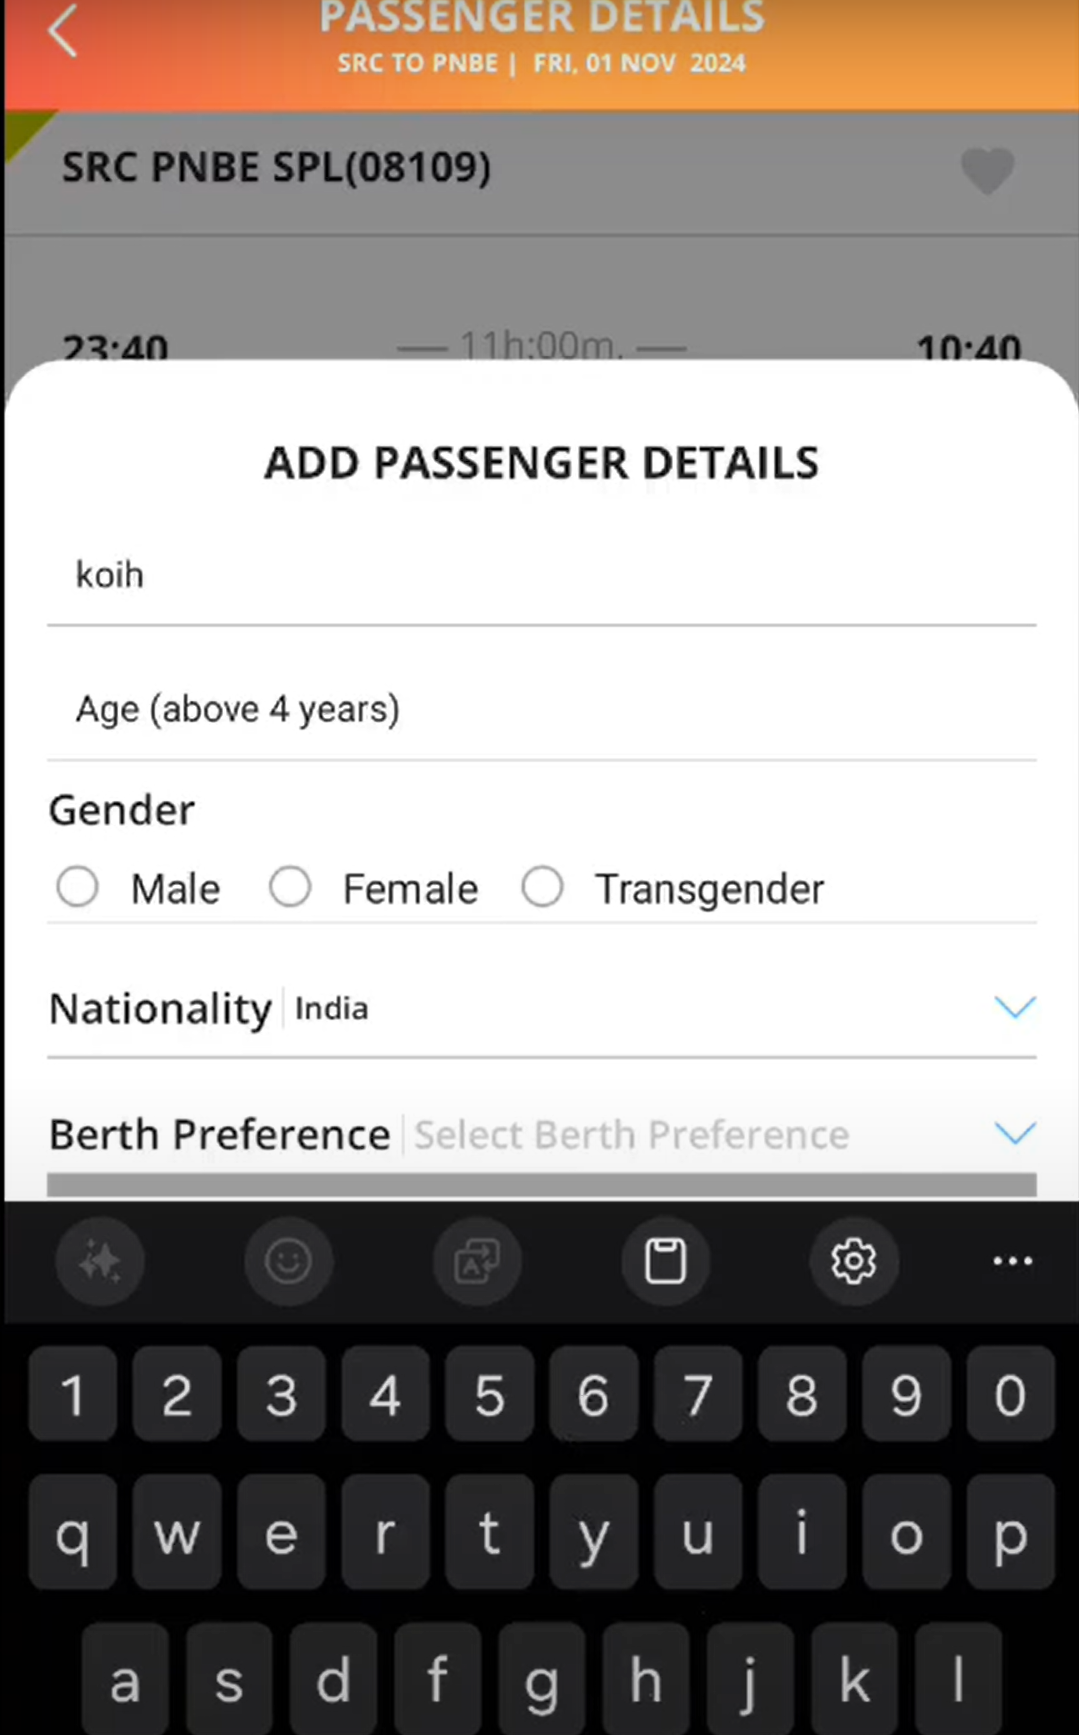 PASSENGER DETAILS
SRC TO PNBE | FRI, 01 NOV 2024
SRC PNBE SPL(08109)
23:40 — 11h:00m. — 10:40
ADD PASSENGER DETAILS
koih
Age (above 4 years)
Gender
Male Female Transgender
Nationality India
Berth Preference Select Berth Preference
1 2 3 4 5 6 7 8 9 0
q w e r t y u i o p
a s d f g h j k l